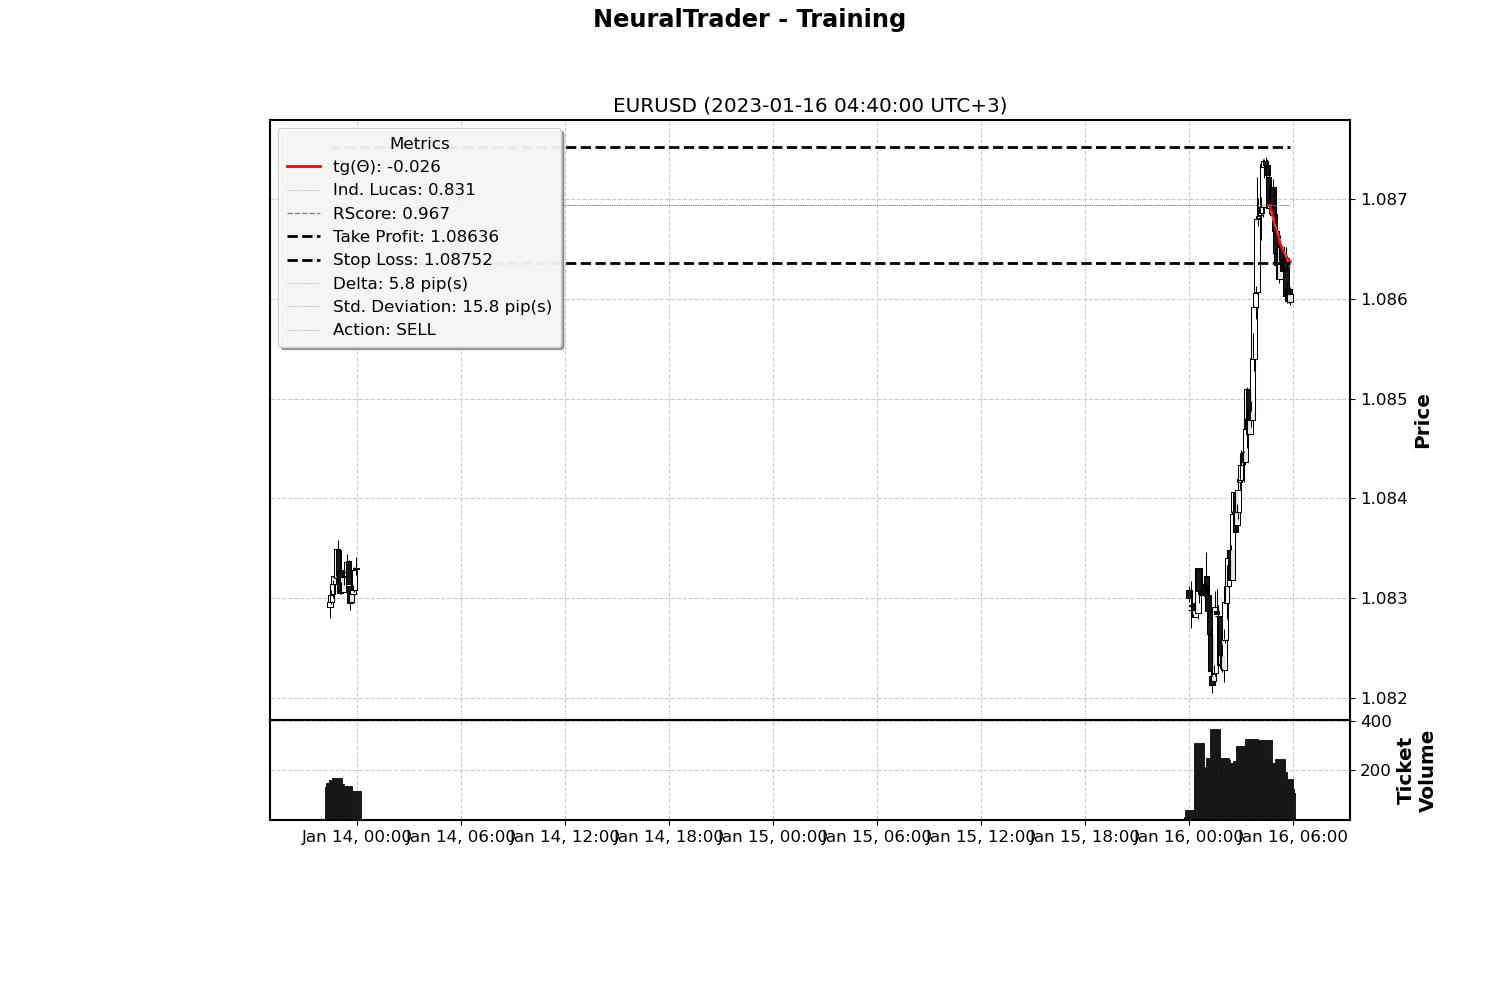 NeuralTrader - Training
EURUSD (2023-01-16 04:40:00 UTC+3)
Metrics
tg(Θ): -0.026
Ind. Lucas: 0.831
RScore: 0.967
Take Profit: 1.08636
Stop Loss: 1.08752
Delta: 5.8 pip(s)
Std. Deviation: 15.8 pip(s)
Action: SELL
1.087
1.086
1.085
1.084
1.083
1.082
Price
400
200
Ticket
Volume
Jan 14, 00:00
Jan 14, 06:00
Jan 14, 12:00
Jan 14, 18:00
Jan 15, 00:00
Jan 15, 06:00
Jan 15, 12:00
Jan 15, 18:00
Jan 16, 00:00
Jan 16, 06:00